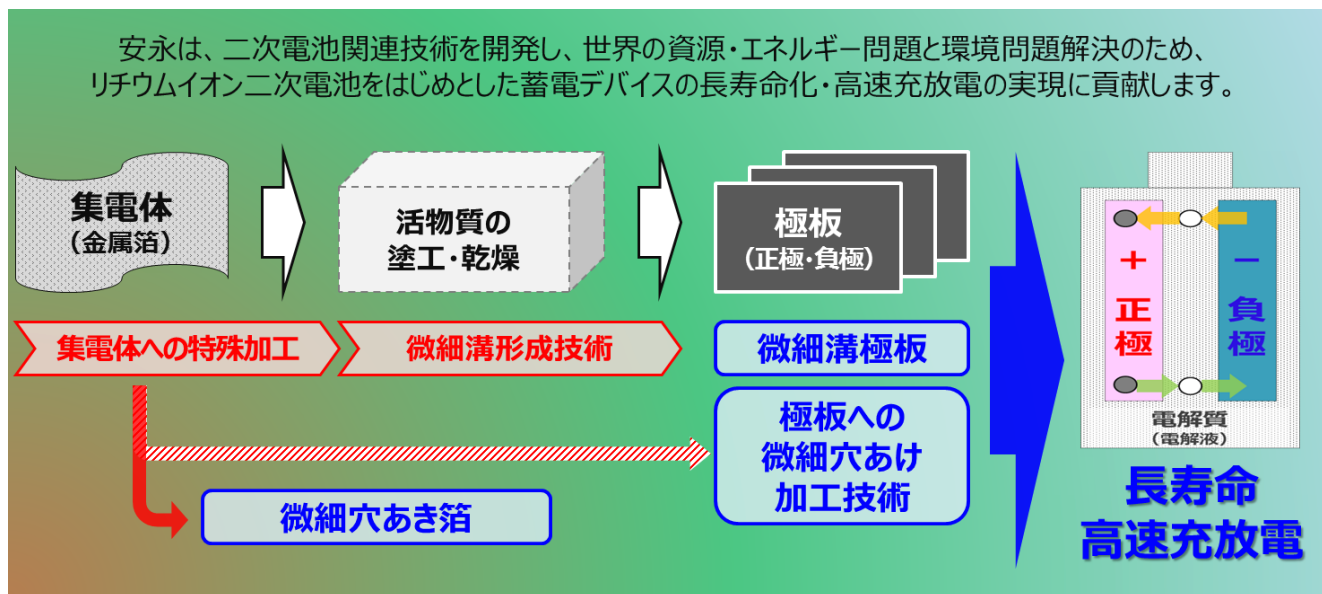 安永は、二次電池関連技術を開発し、世界の資源・エネルギー問題と環境問題解決のため、
リチウムイオン二次電池をはじめとした蓄電デバイスの長寿命化・高速充放電の実現に貢献します。
集電体
（金属箔）
活物質の
塗工・乾燥
極板
（正極・負極）
集電体への特殊加工
微細溝形成技術
微細溝極板
極板への
微細穴あけ
加工技術
微細穴あき箔
＋
正
極
－
負
極
電解質
（電解液）
長寿命
高速充放電